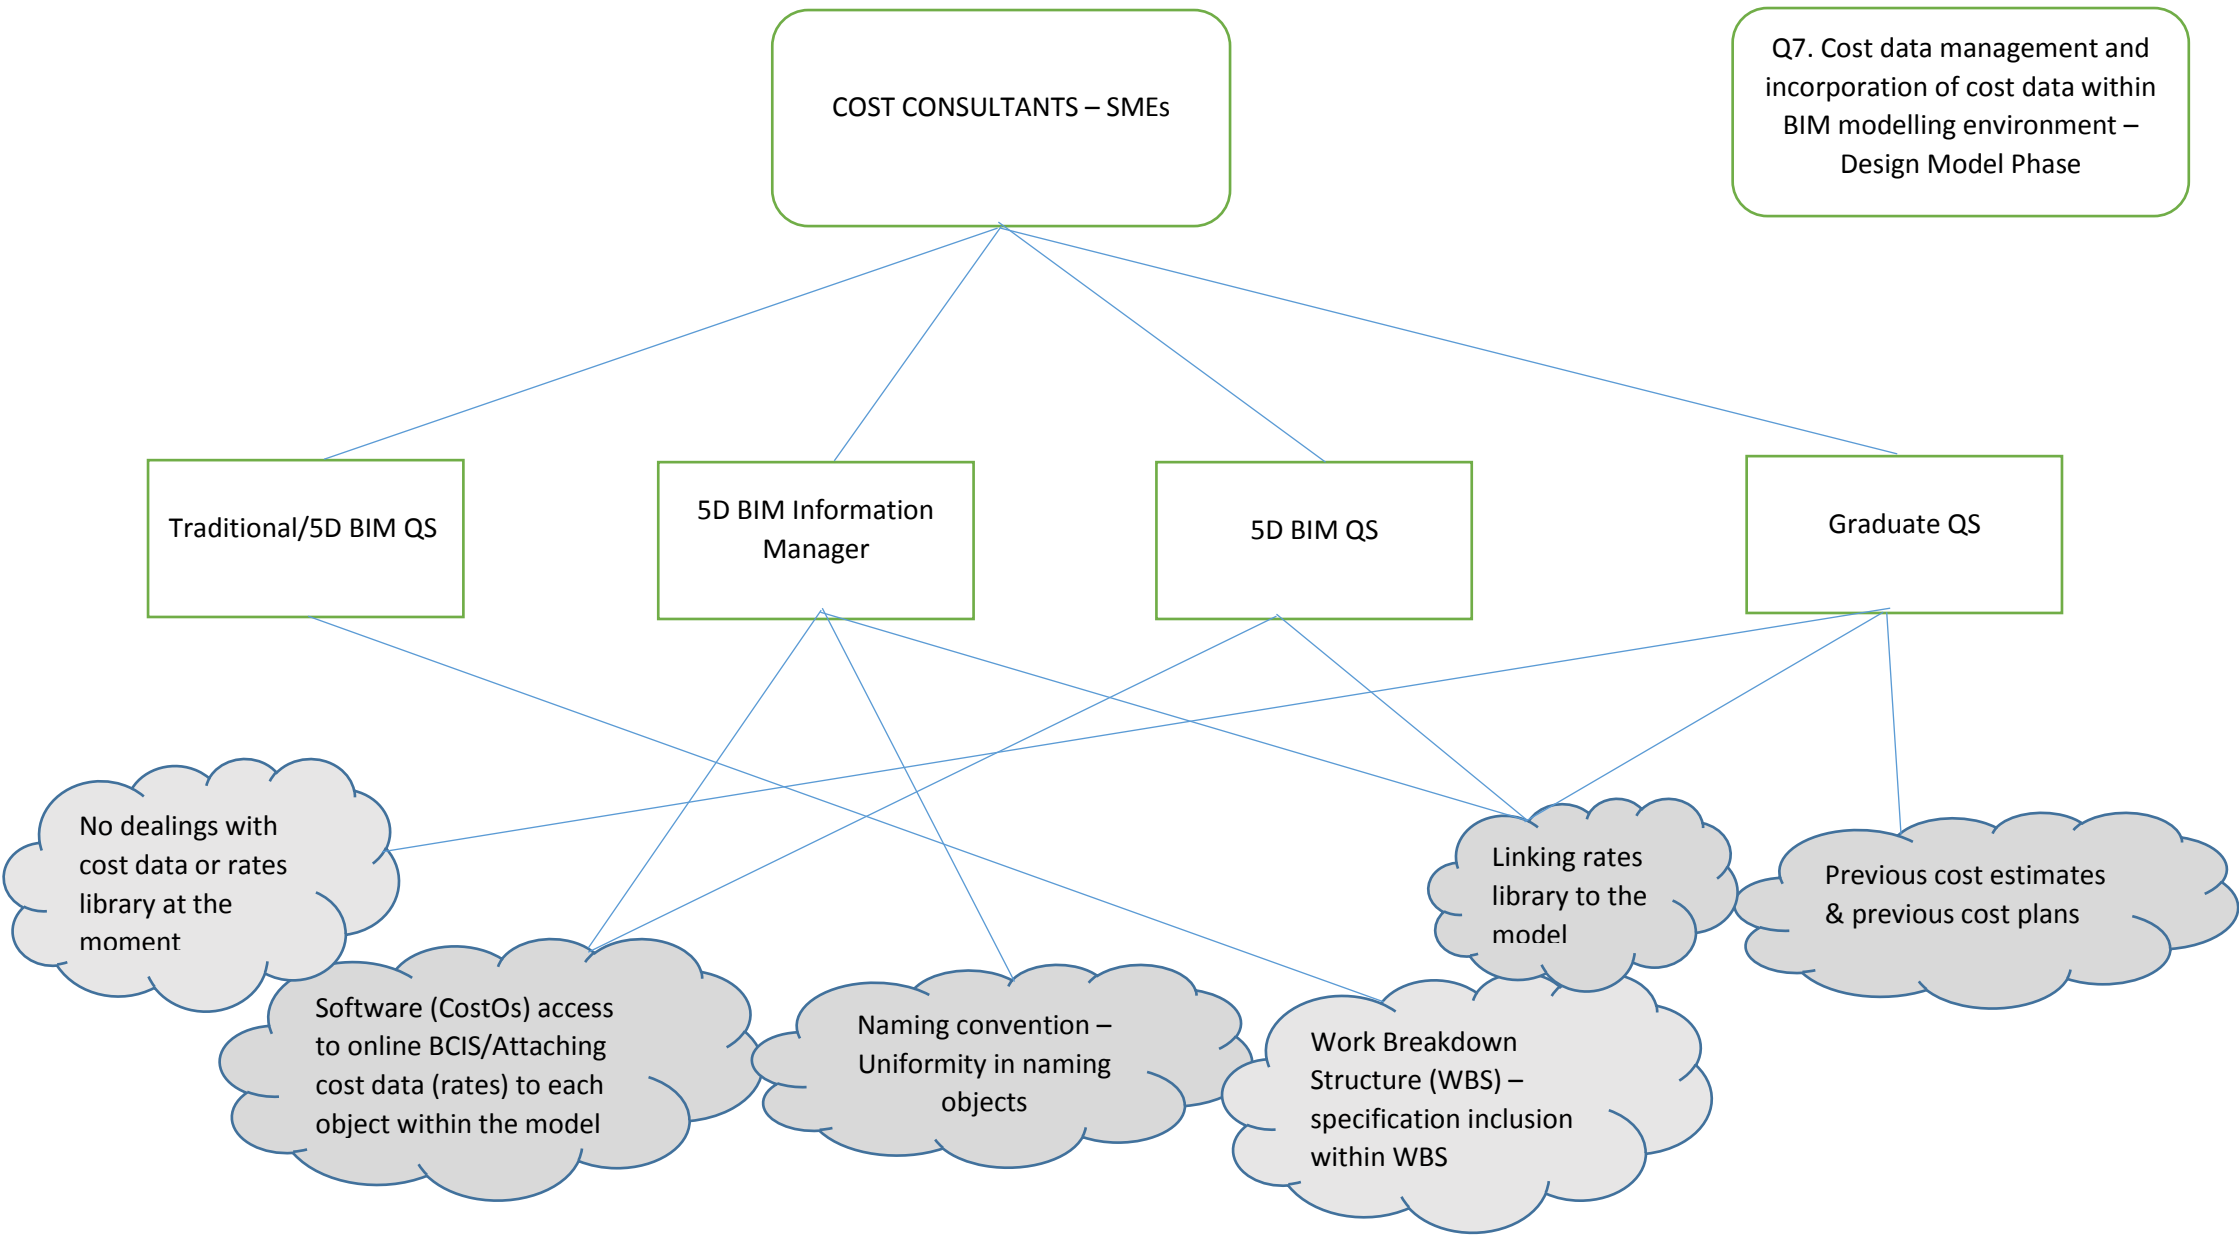 COST CONSULTANTS – SMEs
Q7. Cost data management and
incorporation of cost data within
BIM modelling environment –
Design Model Phase
Traditional/5D BIM QS
5D BIM Information
Manager
5D BIM QS
Graduate QS
No dealings with
cost data or rates
library at the
moment
Software (CostOs) access
to online BCIS/Attaching
cost data (rates) to each
object within the model
Naming convention –
Uniformity in naming
objects
Work Breakdown
Structure (WBS) –
specification inclusion
within WBS
Linking rates
library to the
model
Previous cost estimates
& previous cost plans